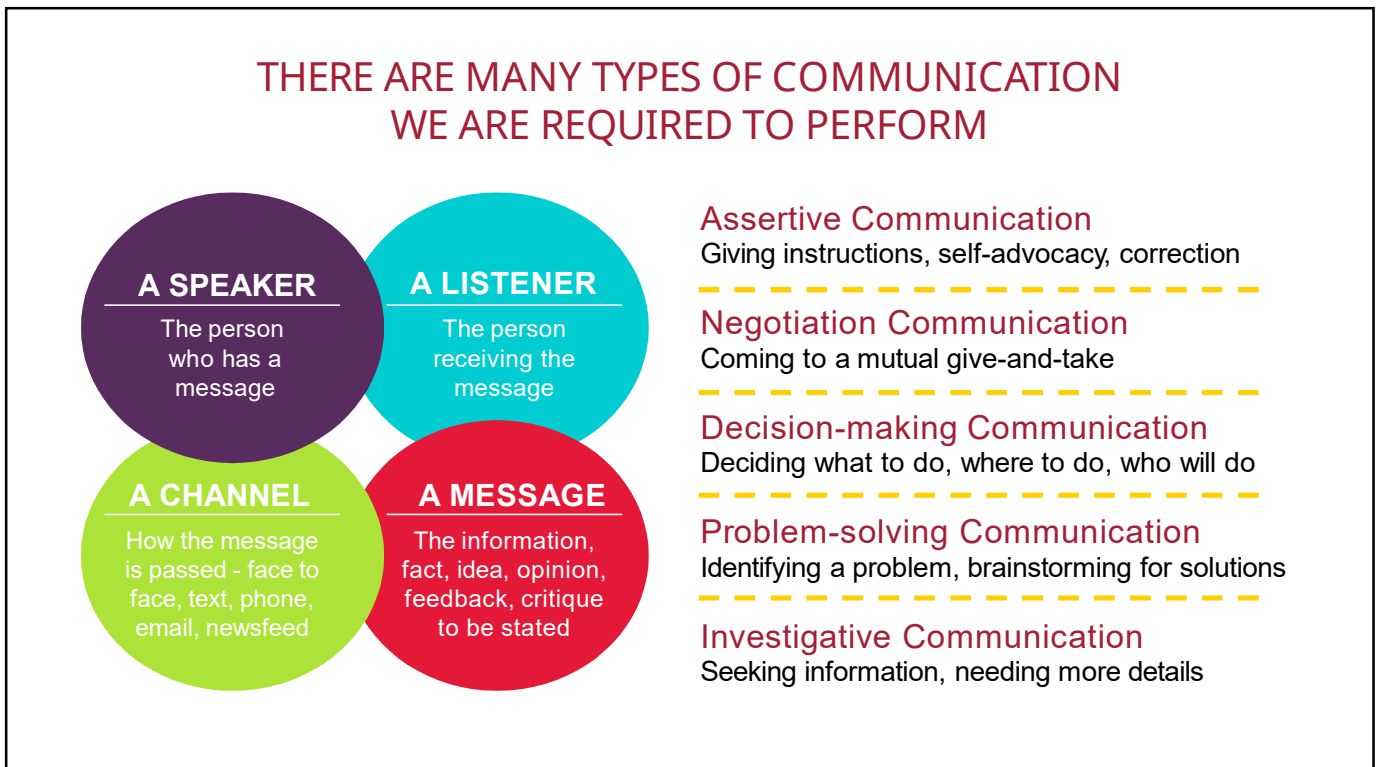 THERE ARE MANY TYPES OF COMMUNICATION
WE ARE REQUIRED TO PERFORM
A SPEAKER
The person
who has a
message
A LISTENER
The person
receiving the
message
A CHANNEL
How the message
is passed - face to
face, text, phone,
email, newsfeed
A MESSAGE
The information,
fact, idea, opinion,
feedback, critique
to be stated
Assertive Communication
Giving instructions, self-advocacy, correction
Negotiation Communication
Coming to a mutual give-and-take
Decision-making Communication
Deciding what to do, where to do, who will do
Problem-solving Communication
Identifying a problem, brainstorming for solutions
Investigative Communication
Seeking information, needing more details